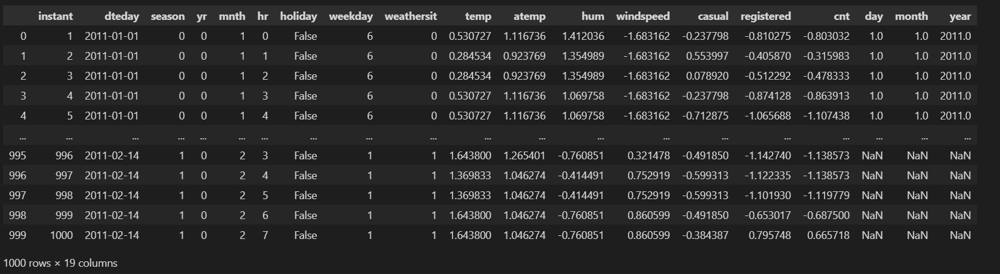 instant dteday season yr mnth hr holiday weekday weathersit temp atemp hum windspeed casual registered cnt day month year
0 1 2011-01-01 0 0 1 0 False 6 0 0.530727 1.116736 1.412036 -1.683162 -0.237798 -0.810275 -0.803032 1.0 1.0 2011.0
1 2 2011-01-01 0 0 1 1 False 6 0 0.284534 0.923769 1.354989 -1.683162 0.553997 -0.405870 -0.315983 1.0 1.0 2011.0
2 3 2011-01-01 0 0 1 2 False 6 0 0.284534 0.923769 1.354989 -1.683162 0.078920 -0.512292 -0.478333 1.0 1.0 2011.0
3 4 2011-01-01 0 0 1 3 False 6 0 0.530727 1.116736 1.069758 -1.683162 -0.237798 -0.874128 -0.863913 1.0 1.0 2011.0
4 5 2011-01-01 0 0 1 4 False 6 0 0.530727 1.116736 1.069758 -1.683162 -0.712875 -1.065688 -1.107438 1.0 1.0 2011.0
... ... ... ... ... ... ... ... ... ... ... ... ... ... ... ... ... ... ... ...
995 996 2011-02-14 1 0 2 3 False 1 1 1.643800 1.265401 -0.760851 0.321478 -0.491850 -1.142740 -1.138573 NaN NaN NaN
996 997 2011-02-14 1 0 2 4 False 1 1 1.369833 1.046274 -0.414491 0.752919 -0.599313 -1.122335 -1.138573 NaN NaN NaN
997 998 2011-02-14 1 0 2 5 False 1 1 1.369833 1.046274 -0.414491 0.752919 -0.599313 -1.101930 -1.119779 NaN NaN NaN
998 999 2011-02-14 1 0 2 6 False 1 1 1.643800 1.046274 -0.760851 0.860599 -0.491850 -0.653017 -0.687500 NaN NaN NaN
999 1000 2011-02-14 1 0 2 7 False 1 1 1.643800 1.046274 -0.760851 0.860599 -0.384387 0.795748 0.665718 NaN NaN NaN
1000 rows × 19 columns